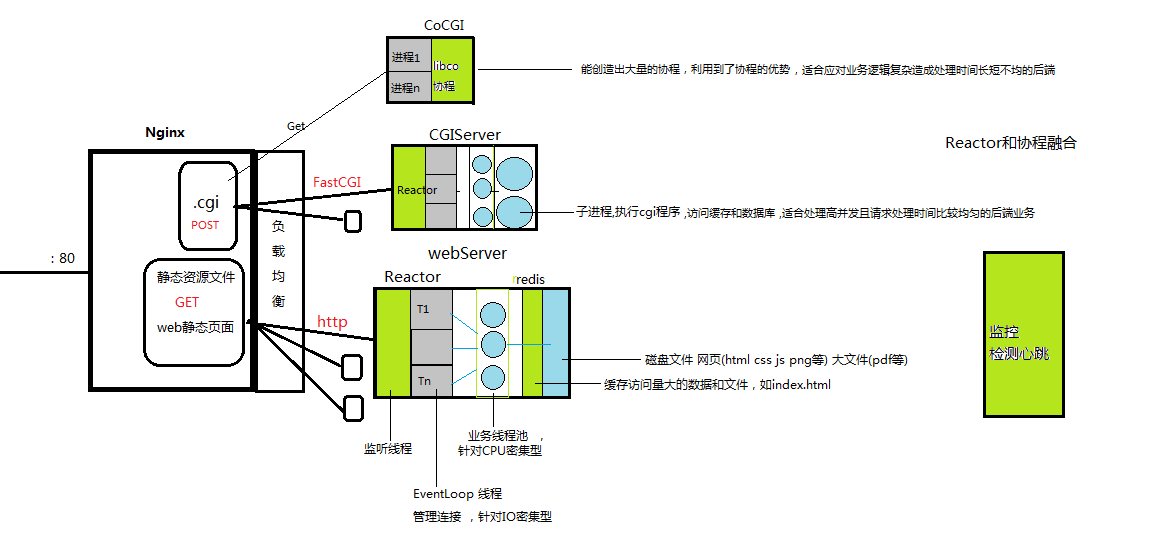 CoCGI
进程1
进程n
libco
协程
能创造出大量的协程，利用到了协程的优势，适合应对业务逻辑复杂造成处理时间长短不均的后端
Get
Nginx
CGIServer
Reactor和协程融合
FastCGI
Reactor
.cgi
POST
子进程,执行cgi程序 ,访问缓存和数据库 ,适合处理高并发且请求处理时间比较均匀的后端业务
负
载
均
衡
：80
webServer
静态资源文件
GET
web静态页面
Reactor
redis
http
T1
Tn
监控
检测心跳
磁盘文件 网页(html css js png等) 大文件(pdf等)
缓存访问量大的数据和文件，如index.html
监听线程
业务线程池 ，
针对CPU密集型
EventLoop 线程
管理连接 ，针对IO密集型